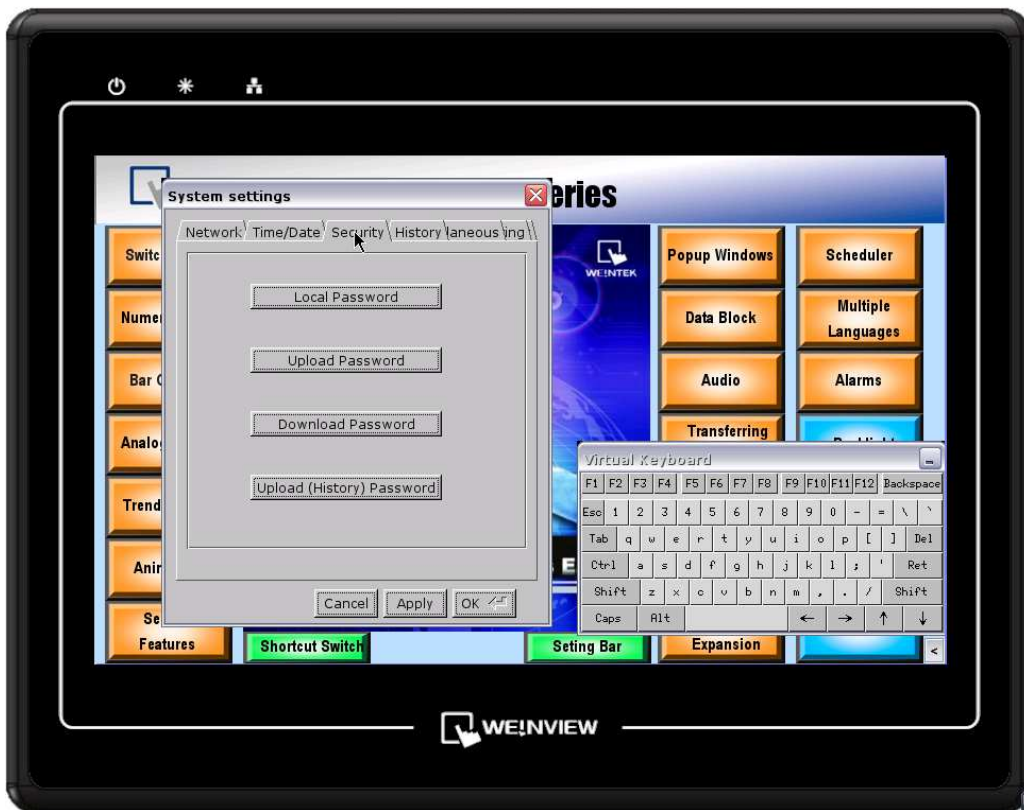 eries
System settings
Network Time/Date Security History laneous ing
Local Password
Upload Password
Download Password
Upload (History) Password
Cancel Apply OK
Switc
Numer
Bar
Analo
Trend
Anir
Se
Features
Shortcut Switch
WE!NTEK
Popup Windows
Scheduler
Data Block
Multiple
Languages
Audio
Alarms
Transferring
E
Seting Bar
Expansion
<
Virtual Keyboard
F1 F2 F3 F4 F5 F6 F7 F8 F9 F10 F11 F12 Backspace
Esc 1 2 3 4 5 6 7 8 9 0 - = \ `
Tab q w e r t y u i o p [ ] Del
Ctrl a s d f g h j k l ; ' Ret
Shift z x c v b n m , . / Shift
Caps Alt ← → ↑ ↓
WE!NVIEW